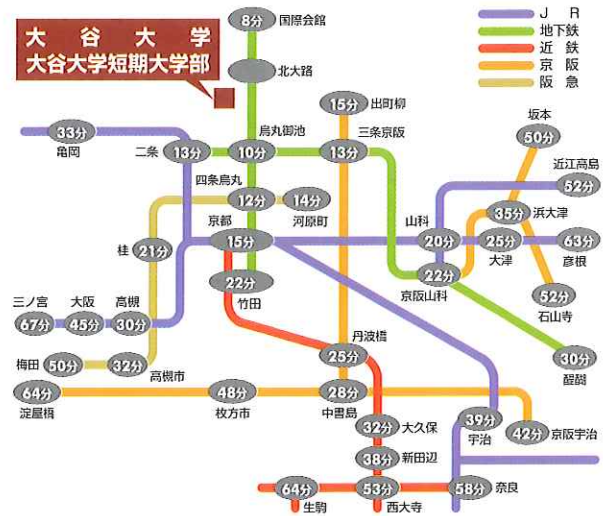 大谷大学
大谷大学短期大学部
JR
地下鉄
近鉄
京阪
阪急
8分 国際会館
北大路
15分 出町柳
33分
亀岡
二条
13分
烏丸御池
10分
三条京阪
13分
坂本
50分
近江高島
52分
四条烏丸
12分
14分
河原町
35分 浜大津
桂
21分
京都
15分
山科
20分
25分
大津
63分
彦根
22分
竹田
22分
京阪山科
52分
石山寺
三ノ宮
67分
大阪
45分
高槻
30分
丹波橋
25分
30分
醍醐
梅田 50分
32分 高槻市
64分
淀屋橋
48分
枚方市
28分
中書島
32分 大久保
39分
宇治
42分 京阪宇治
38分 新田辺
64分
生駒
53分
西大寺
58分 奈良